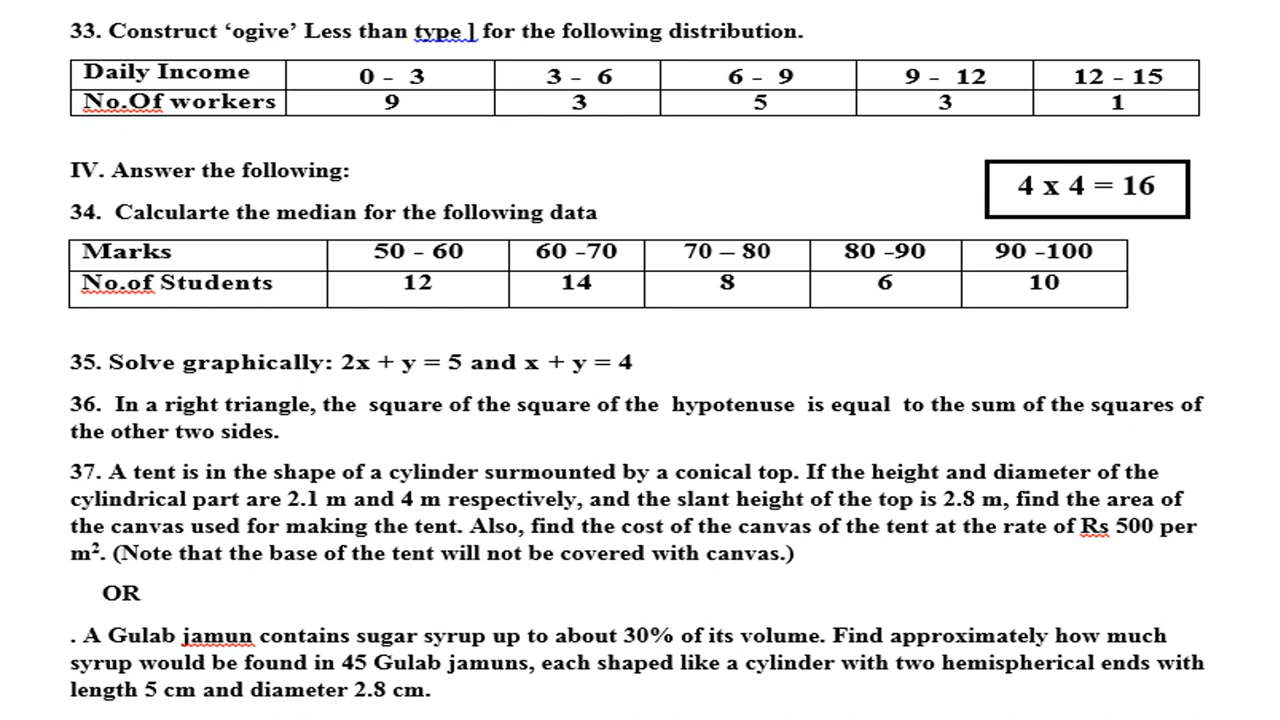 33. Construct ‘ogive’ Less than type ] for the following distribution.
Daily Income 0 - 3 3 - 6 6 - 9 9 - 12 12 - 15
No.Of workers 9 3 5 3 1
IV. Answer the following:
4 x 4 = 16
34. Calcularte the median for the following data
Marks 50 - 60 60 -70 70 – 80 80 -90 90 -100
No.of Students 12 14 8 6 10
35. Solve graphically: 2x + y = 5 and x + y = 4
36. In a right triangle, the square of the square of the hypotenuse is equal to the sum of the squares of
the other two sides.
37. A tent is in the shape of a cylinder surmounted by a conical top. If the height and diameter of the
cylindrical part are 2.1 m and 4 m respectively, and the slant height of the top is 2.8 m, find the area of
the canvas used for making the tent. Also, find the cost of the canvas of the tent at the rate of Rs 500 per
m². (Note that the base of the tent will not be covered with canvas.)
OR
. A Gulab jamun contains sugar syrup up to about 30% of its volume. Find approximately how much
syrup would be found in 45 Gulab jamuns, each shaped like a cylinder with two hemispherical ends with
length 5 cm and diameter 2.8 cm.